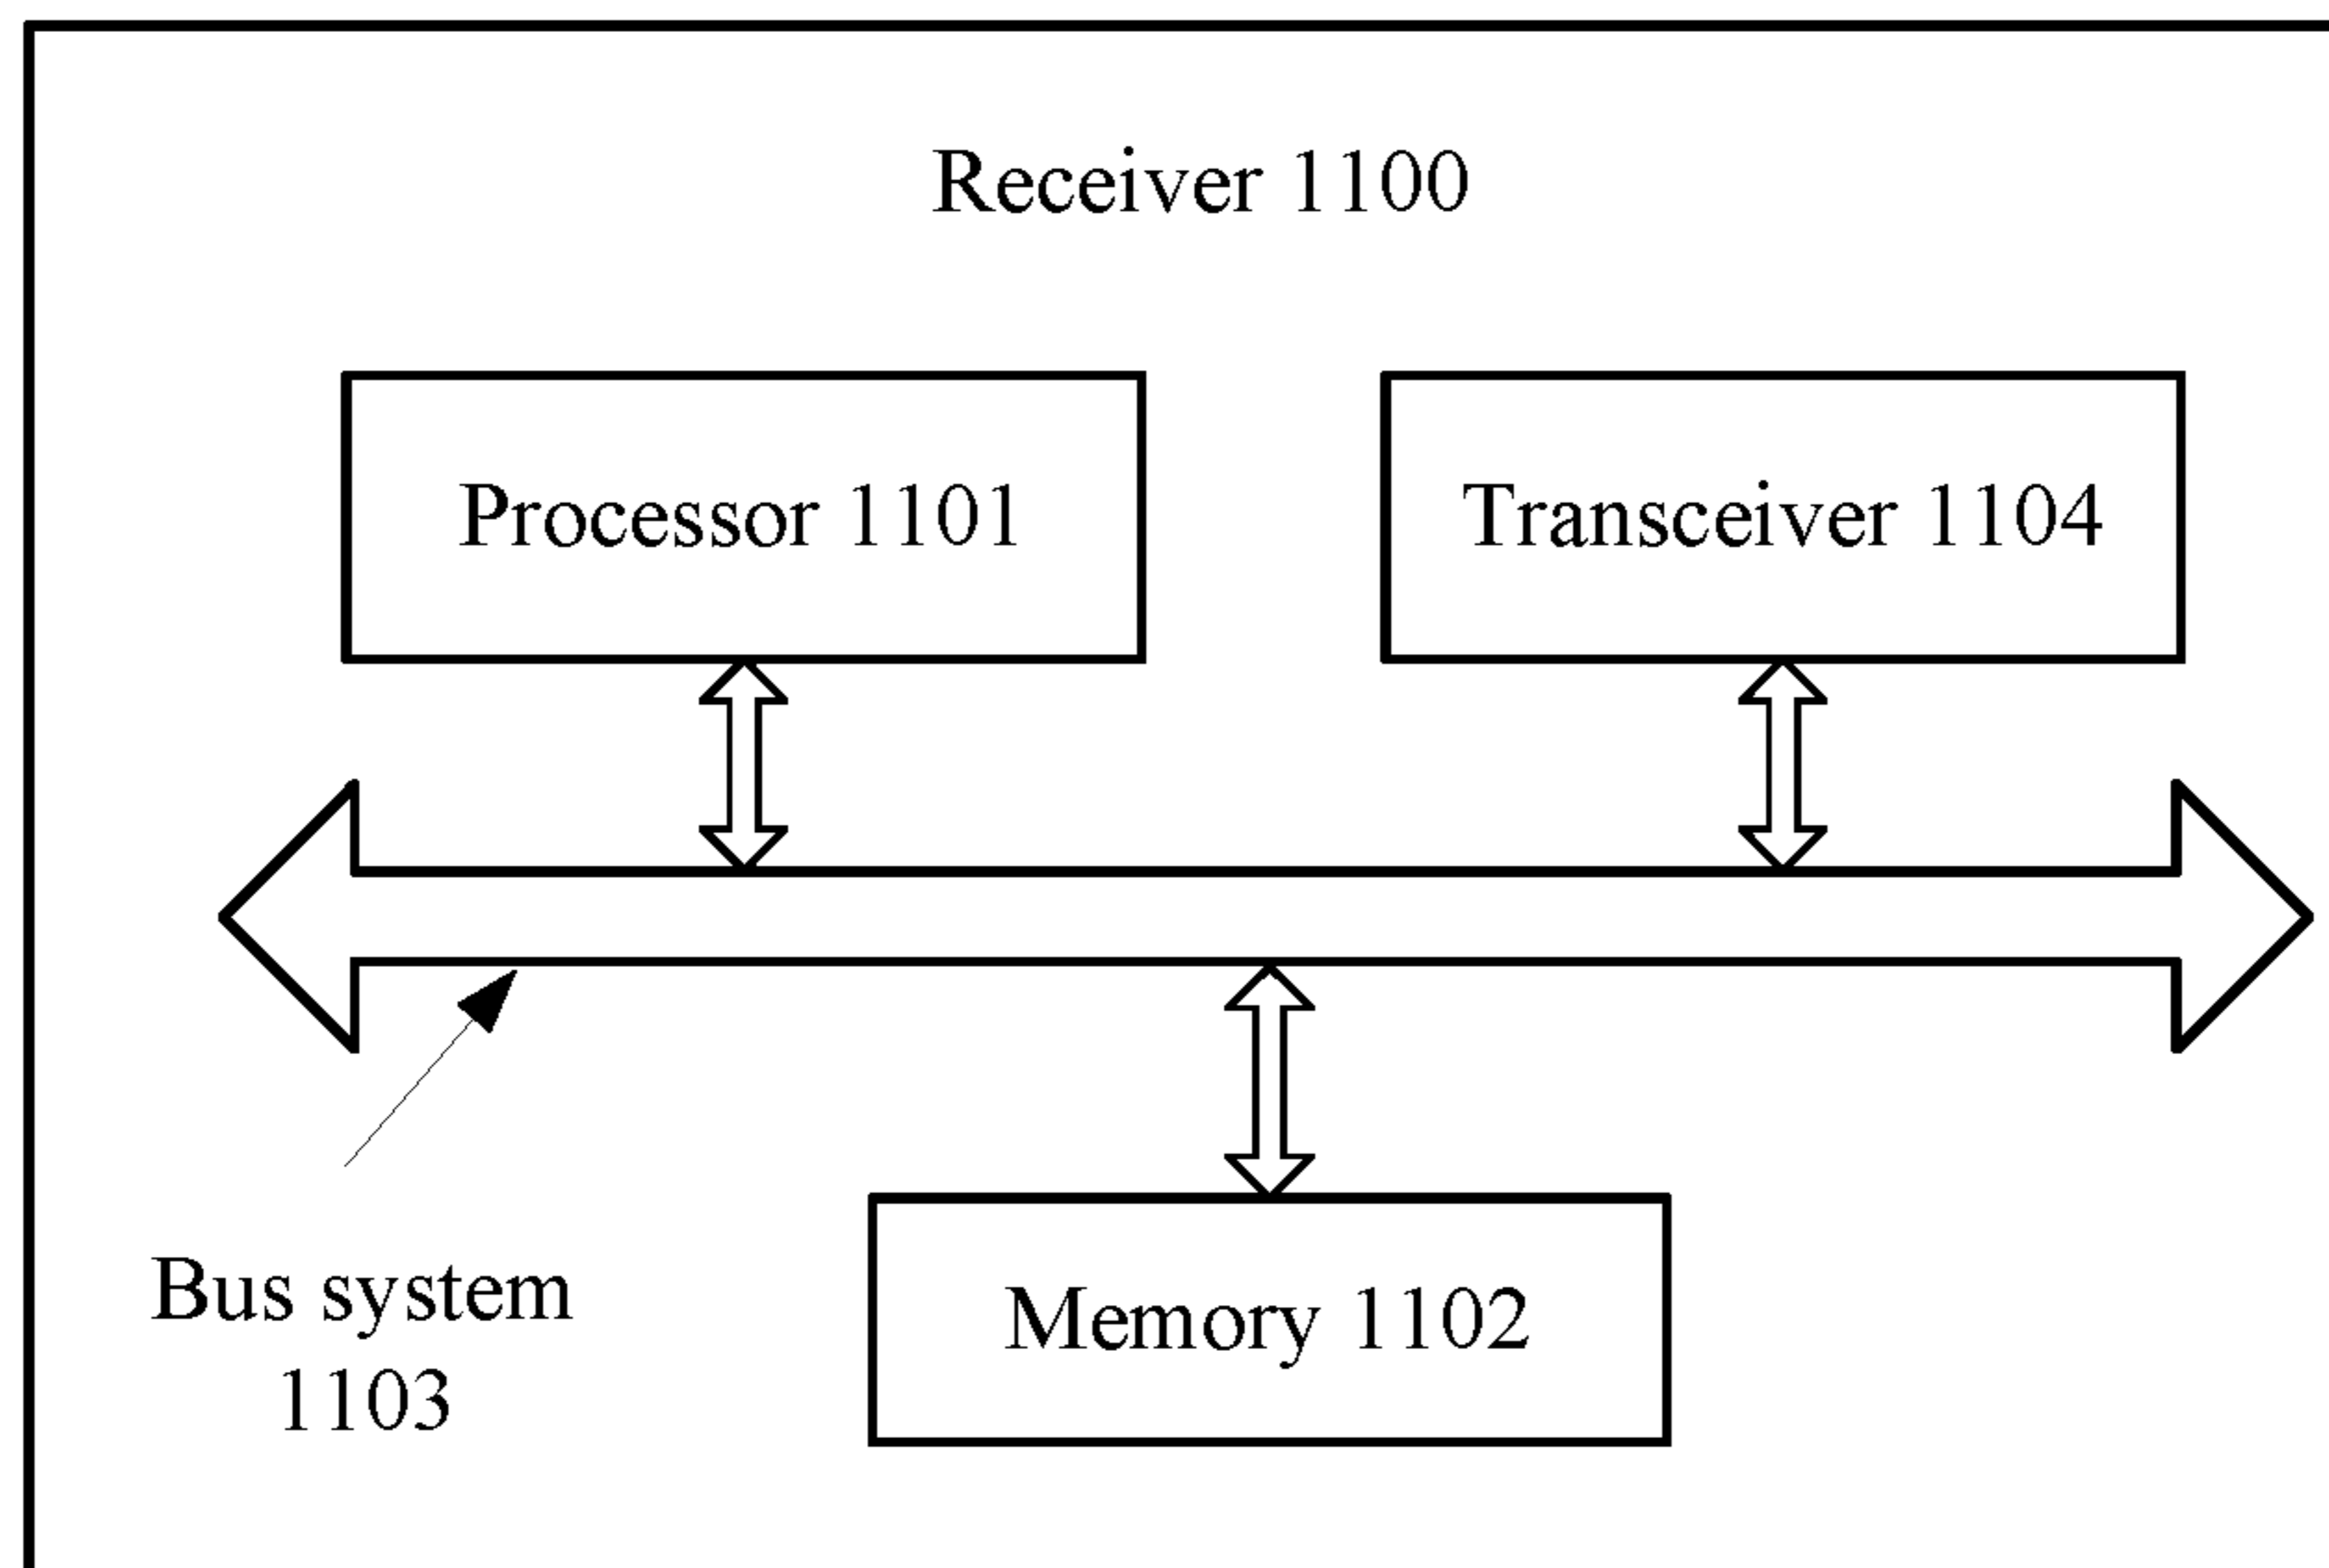 Receiver 1100
Processor 1101
Transceiver 1104
Bus system
1103
Memory 1102